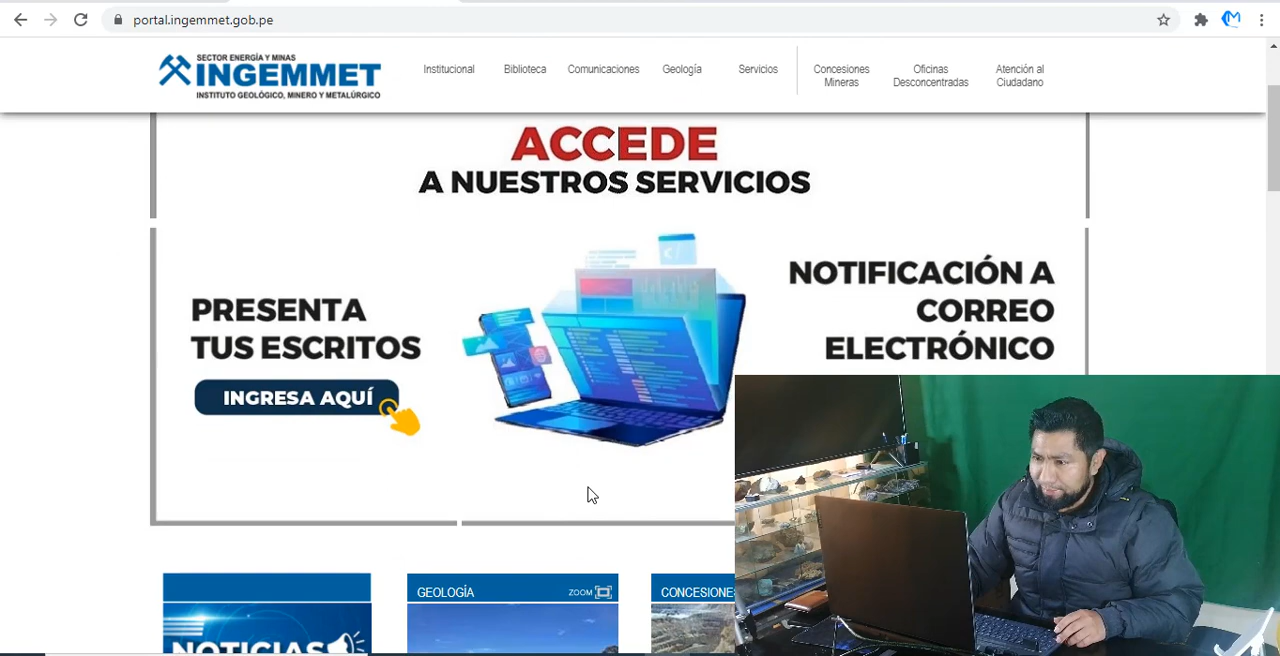 portal.ingemmet.gob.pe
SECTOR ENERGÍA Y MINAS
INGEMMET
INSTITUTO GEOLÓGICO, MINERO Y METALÚRGICO
Institucional
Biblioteca
Comunicaciones
Geología
Servicios
Concesiones
Mineras
Oficinas
Desconcentradas
Atención al
Ciudadano
ACCEDE
A NUESTROS SERVICIOS
PRESENTA
TUS ESCRITOS
INGRESA AQUÍ
NOTIFICACIÓN A
CORREO
ELECTRÓNICO
NOTICIAS
GEOLOGÍA
ZOOM
CONCESIONE